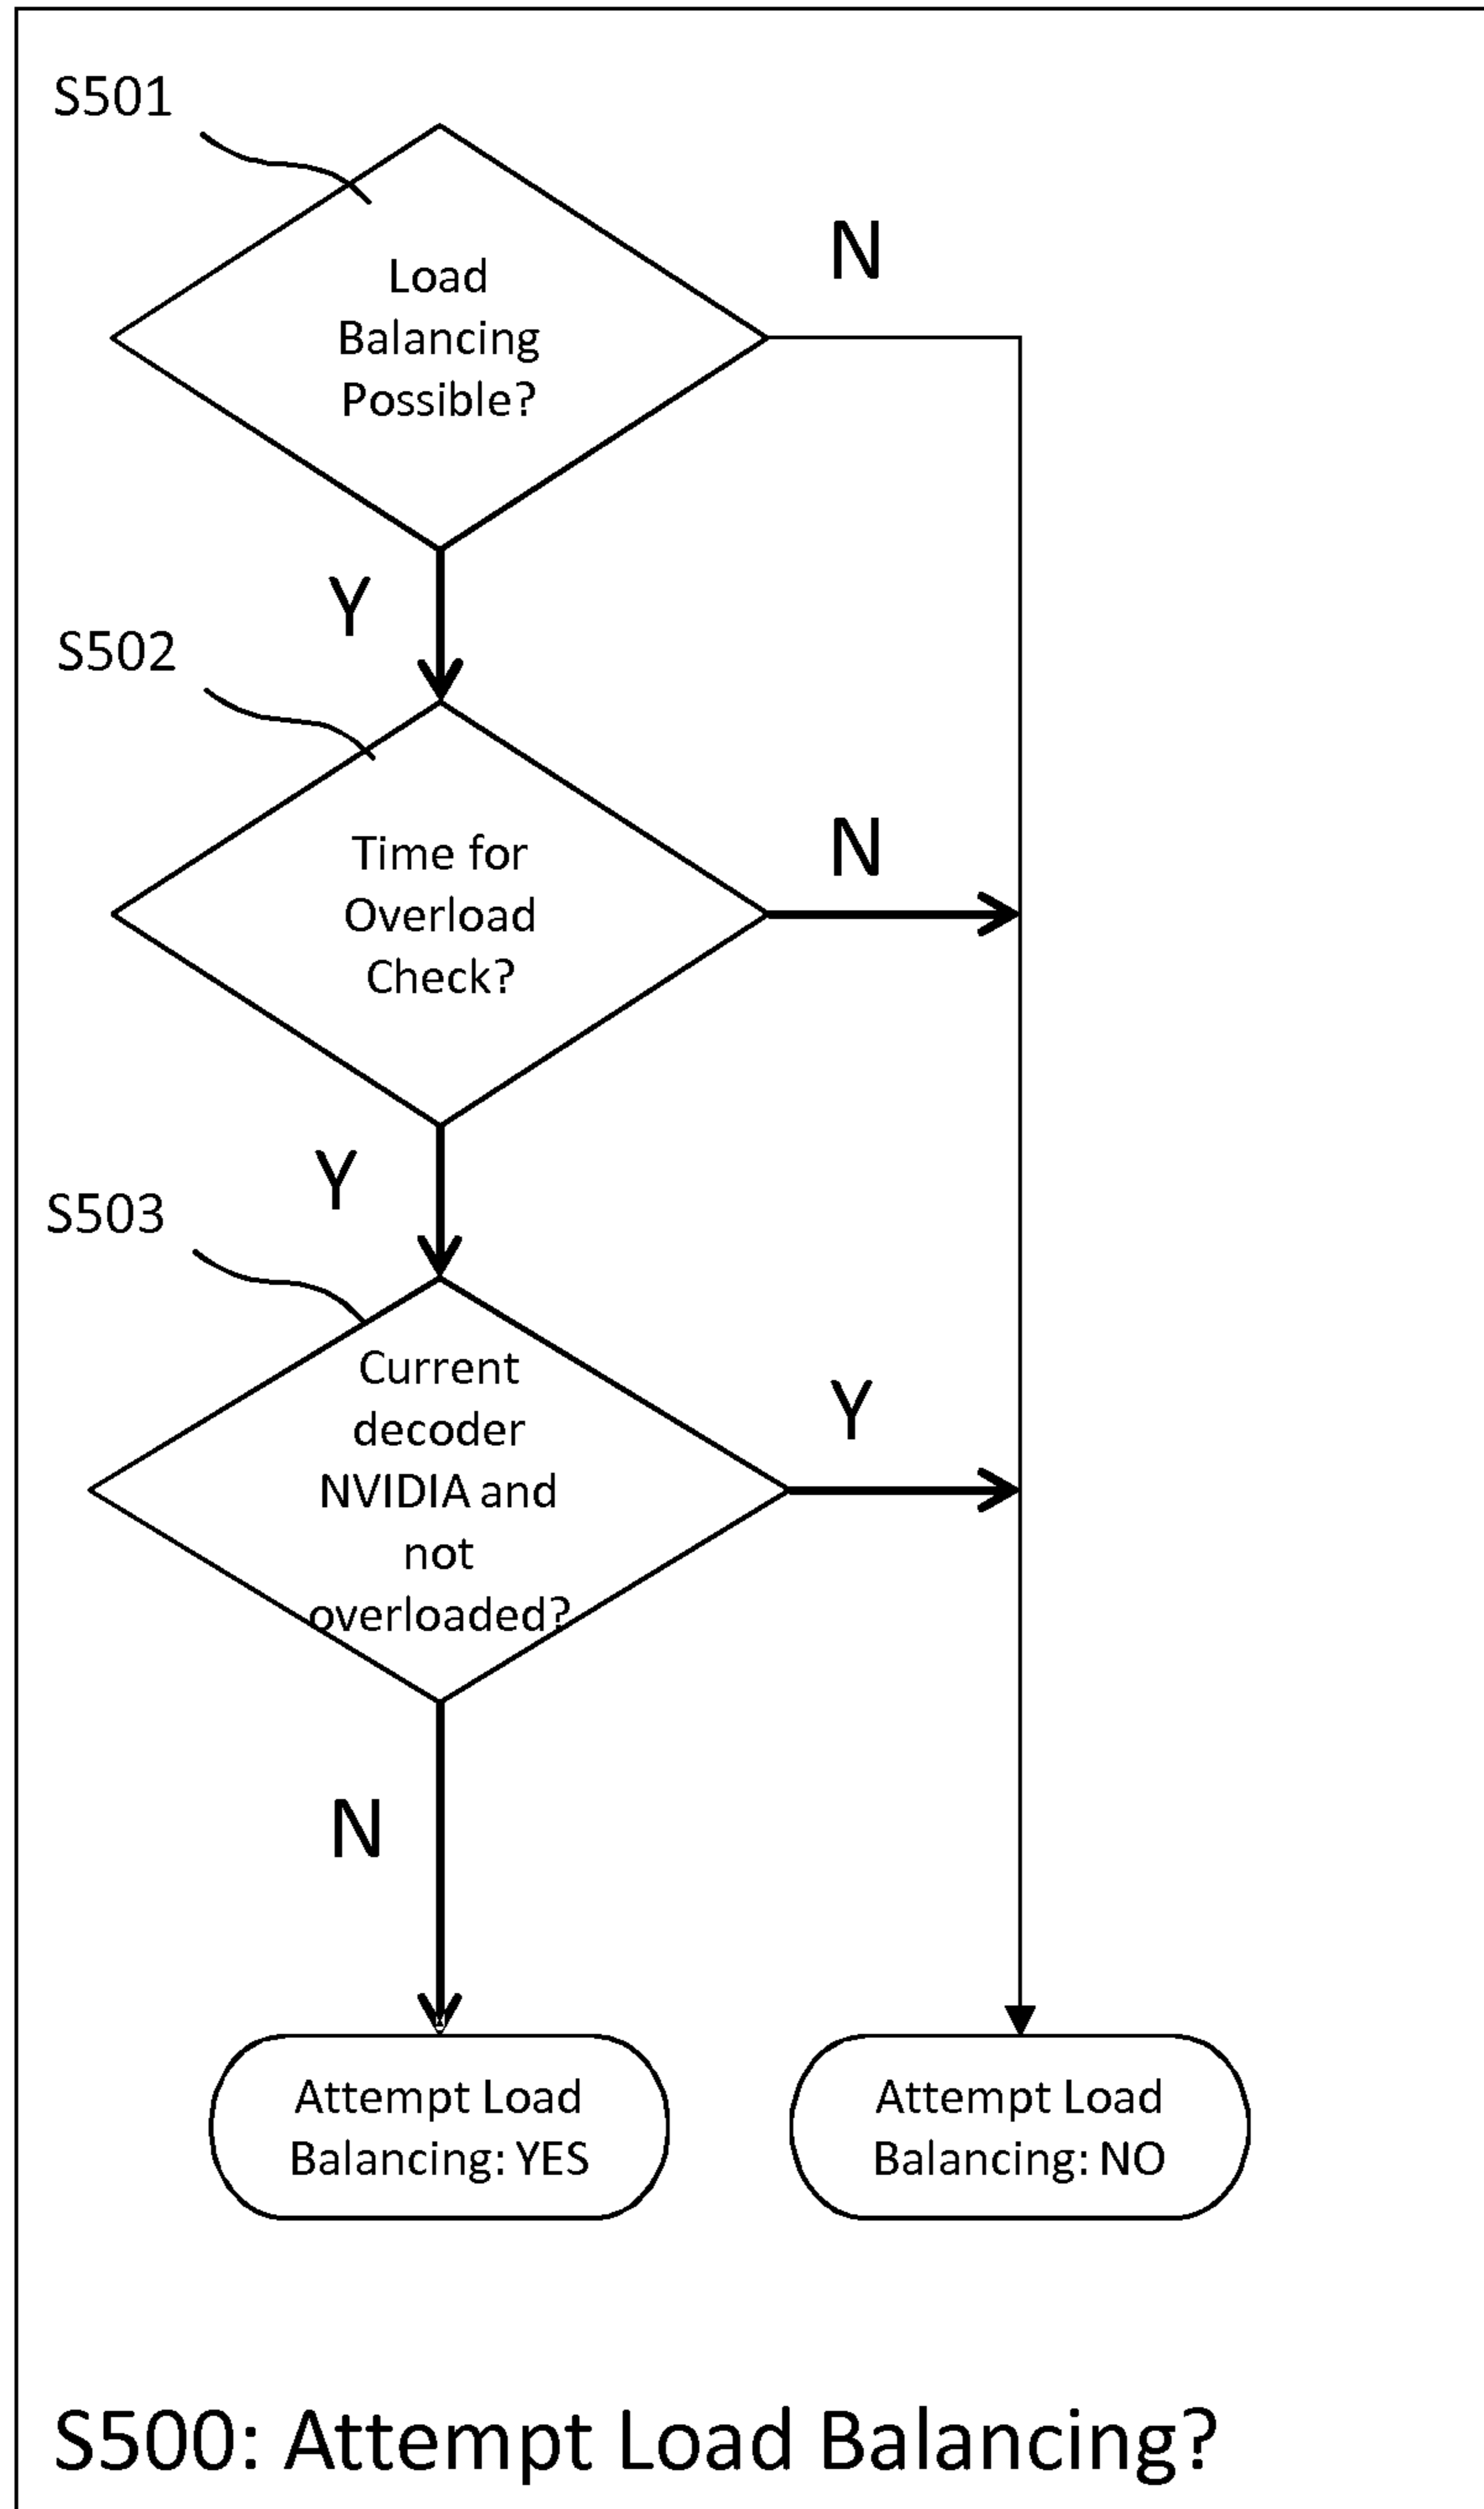 S501
Load
Balancing
Possible?
N
Y
S502
Time for
Overload
Check?
N
Y
S503
Current
decoder
NVIDIA and
not
overloaded?
Y
N
Attempt Load
Balancing: YES
Attempt Load
Balancing: NO
S500: Attempt Load Balancing?